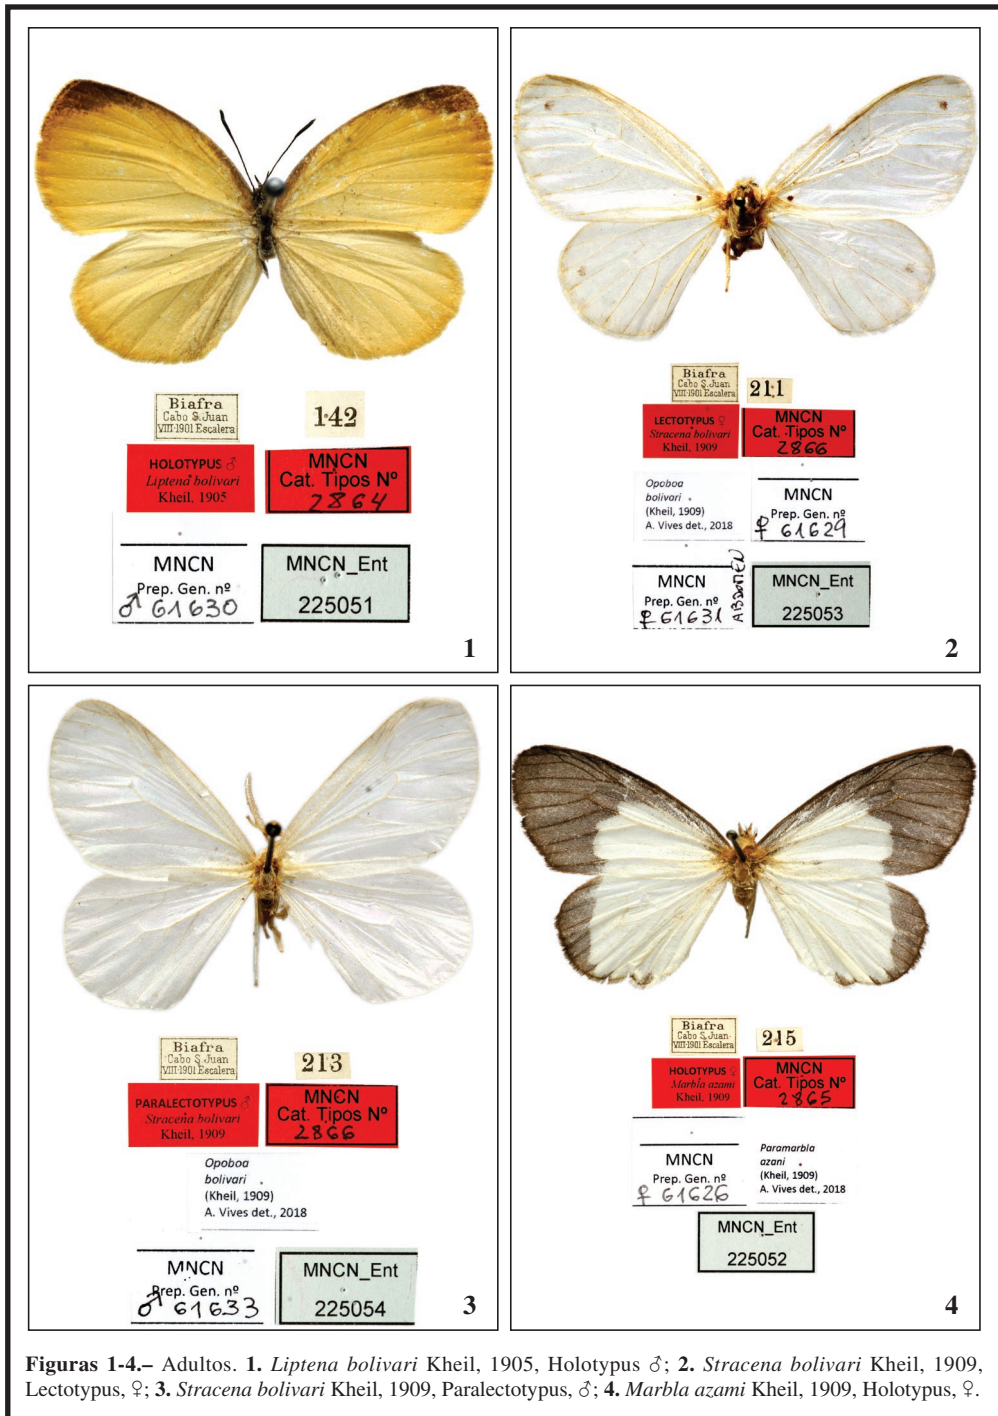 Biafra
Cabo S. Juan
VIII-1901 Escalera
142
HOLOTYPUS ♂
Liptena bolivari
Kheil, 1905
MNCN
Cat. Tipos Nº
2864
MNCN
Prep. Gen. nº
♂ 61630
MNCN_Ent
225051
1
Biafra
Cabo S. Juan
VIII-1901 Escalera
211
LECTOTYPUS ♀
Stracena bolivari
Kheil, 1909
MNCN
Cat. Tipos Nº
2866
Opoboa
bolivari
(Kheil, 1909)
A. Vives det., 2018
MNCN
Prep. Gen. nº
♀ 61629
MNCN
Prep. Gen. nº
♀ 61631
ABDOMEN
MNCN_Ent
225053
2
Biafra
Cabo S. Juan
VIII-1901 Escalera
213
PARALECTOTYPUS ♂
Stracena bolivari
Kheil, 1909
MNCN
Cat. Tipos Nº
2866
Opoboa
bolivari
(Kheil, 1909)
A. Vives det., 2018
MNCN
Prep. Gen. nº
♂ 61633
MNCN_Ent
225054
3
Biafra
Cabo S. Juan
VIII-1901 Escalera
215
HOLOTYPUS ♀
Marbla azami
Kheil, 1909
MNCN
Cat. Tipos Nº
2865
MNCN
Prep. Gen. nº
♀ 61626
Paramarbla
azani
(Kheil, 1909)
A. Vives det., 2018
MNCN_Ent
225052
4
Figuras 1-4.– Adultos. 1. Liptena bolivari Kheil, 1905, Holotypus ♂; 2. Stracena bolivari Kheil, 1909,
Lectotypus, ♀; 3. Stracena bolivari Kheil, 1909, Paralectotypus, ♂; 4. Marbla azami Kheil, 1909, Holotypus, ♀.